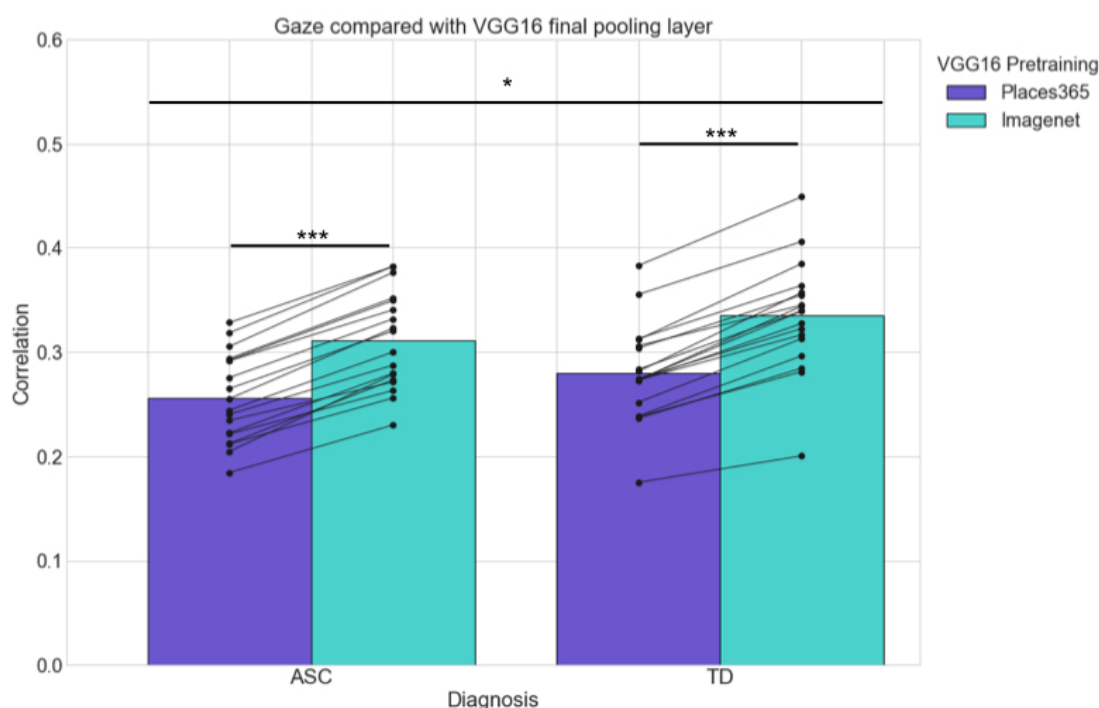 Gaze compared with VGG16 final pooling layer
VGG16 Pretraining
Places365
Imagenet
*
***
***
0.6
0.5
0.4
0.3
0.2
0.1
0.0
Correlation
ASC
TD
Diagnosis